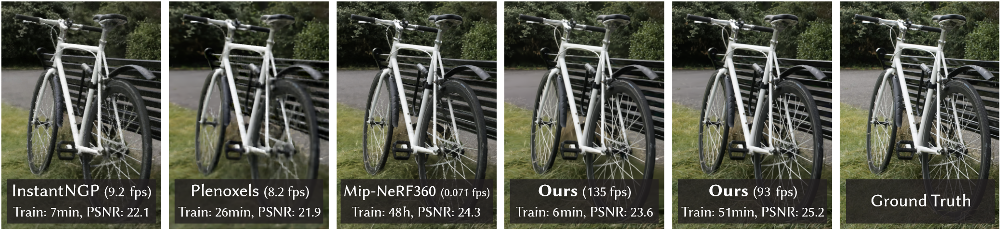 InstantNGP (9.2 fps)
Train: 7min, PSNR: 22.1
Plenoxels (8.2 fps)
Train: 26min, PSNR: 21.9
Mip-NeRF360 (0.071 fps)
Train: 48h, PSNR: 24.3
Ours (135 fps)
Train: 6min, PSNR: 23.6
Ours (93 fps)
Train: 51min, PSNR: 25.2
Ground Truth